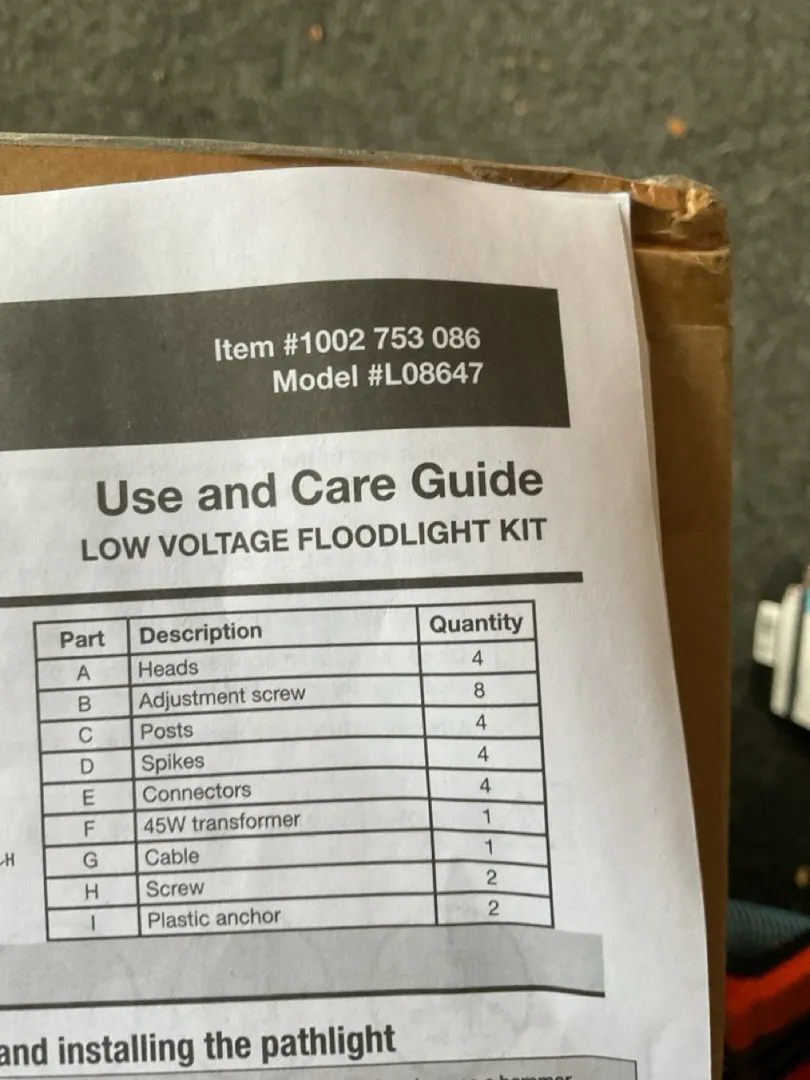 Item #1002 753 086
Model #L08647
Use and Care Guide
LOW VOLTAGE FLOODLIGHT KIT
Part Description Quantity
A Heads 4
B Adjustment screw 8
C Posts 4
D Spikes 4
E Connectors 4
F 45W transformer 1
G Cable 1
H Screw 2
I Plastic anchor 2
H
and installing the pathlight